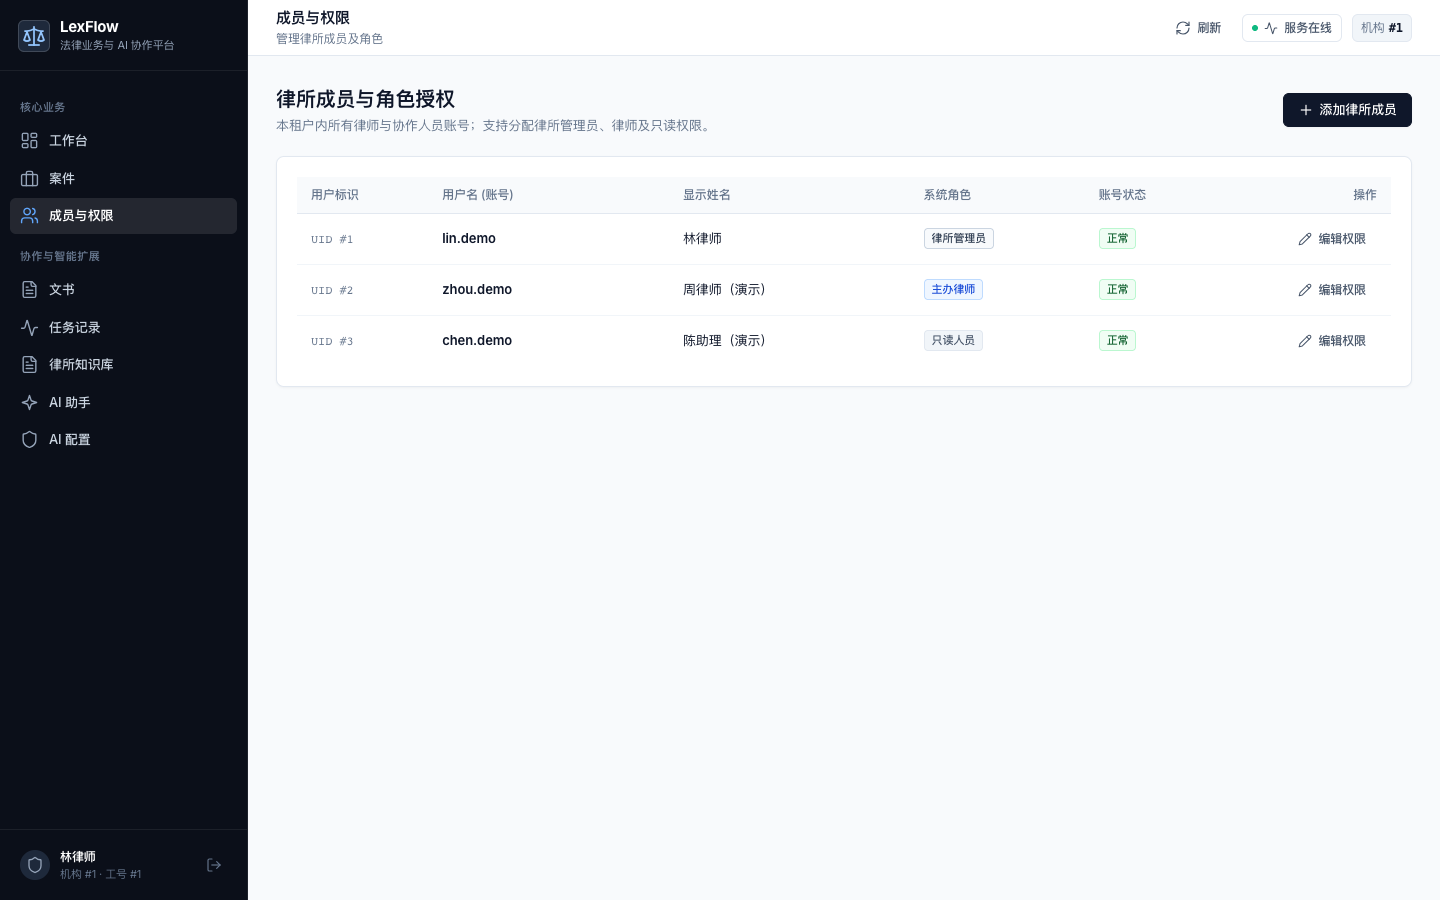 LexFlow
法律业务与 AI 协作平台
核心业务
工作台
案件
成员与权限
协作与智能扩展
文书
任务记录
律所知识库
AI 助手
AI 配置
林律师
机构 #1 · 工号 #1
成员与权限
管理律所成员及角色
刷新
服务在线
机构 #1
律所成员与角色授权
本租户内所有律师与协作人员账号；支持分配律所管理员、律师及只读权限。
添加律所成员
用户标识 用户名 (账号) 显示姓名 系统角色 账号状态 操作
UID #1 lin.demo 林律师 律所管理员 正常 编辑权限
UID #2 zhou.demo 周律师（演示） 主办律师 正常 编辑权限
UID #3 chen.demo 陈助理（演示） 只读人员 正常 编辑权限